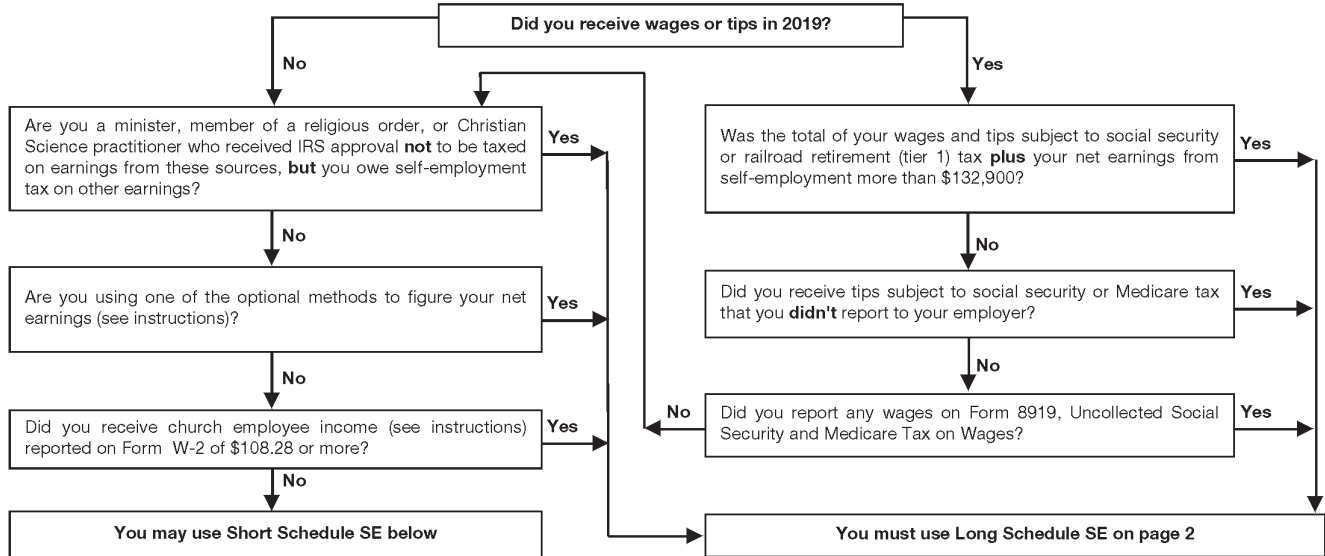 Did you receive wages or tips in 2019?
No
Yes
Are you a minister, member of a religious order, or Christian
Science practitioner who received IRS approval not to be taxed
on earnings from these sources, but you owe self-employment
tax on other earnings?
Yes
Was the total of your wages and tips subject to social security
or railroad retirement (tier 1) tax plus your net earnings from
self-employment more than $132,900?
Yes
No
No
Are you using one of the optional methods to figure your net
earnings (see instructions)?
Yes
Did you receive tips subject to social security or Medicare tax
that you didn't report to your employer?
Yes
No
No
Did you receive church employee income (see instructions)
reported on Form W-2 of $108.28 or more?
Yes
No
Did you report any wages on Form 8919, Uncollected Social
Security and Medicare Tax on Wages?
Yes
No
You may use Short Schedule SE below
You must use Long Schedule SE on page 2